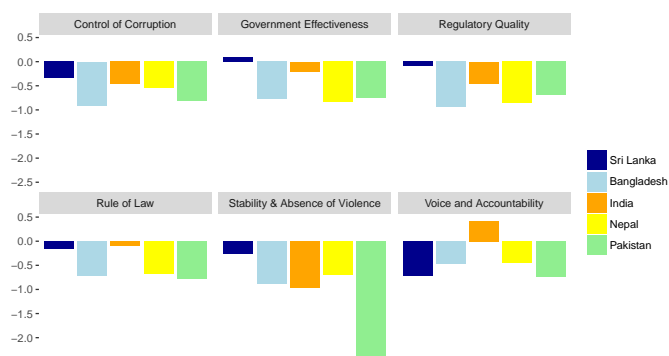 Control of Corruption Government Effectiveness Regulatory Quality
0.5
0.0
−0.5
−1.0
−1.5
−2.0
−2.5
Rule of Law Stability & Absence of Violence Voice and Accountability
0.5
0.0
−0.5
−1.0
−1.5
−2.0
Sri Lanka
Bangladesh
India
Nepal
Pakistan